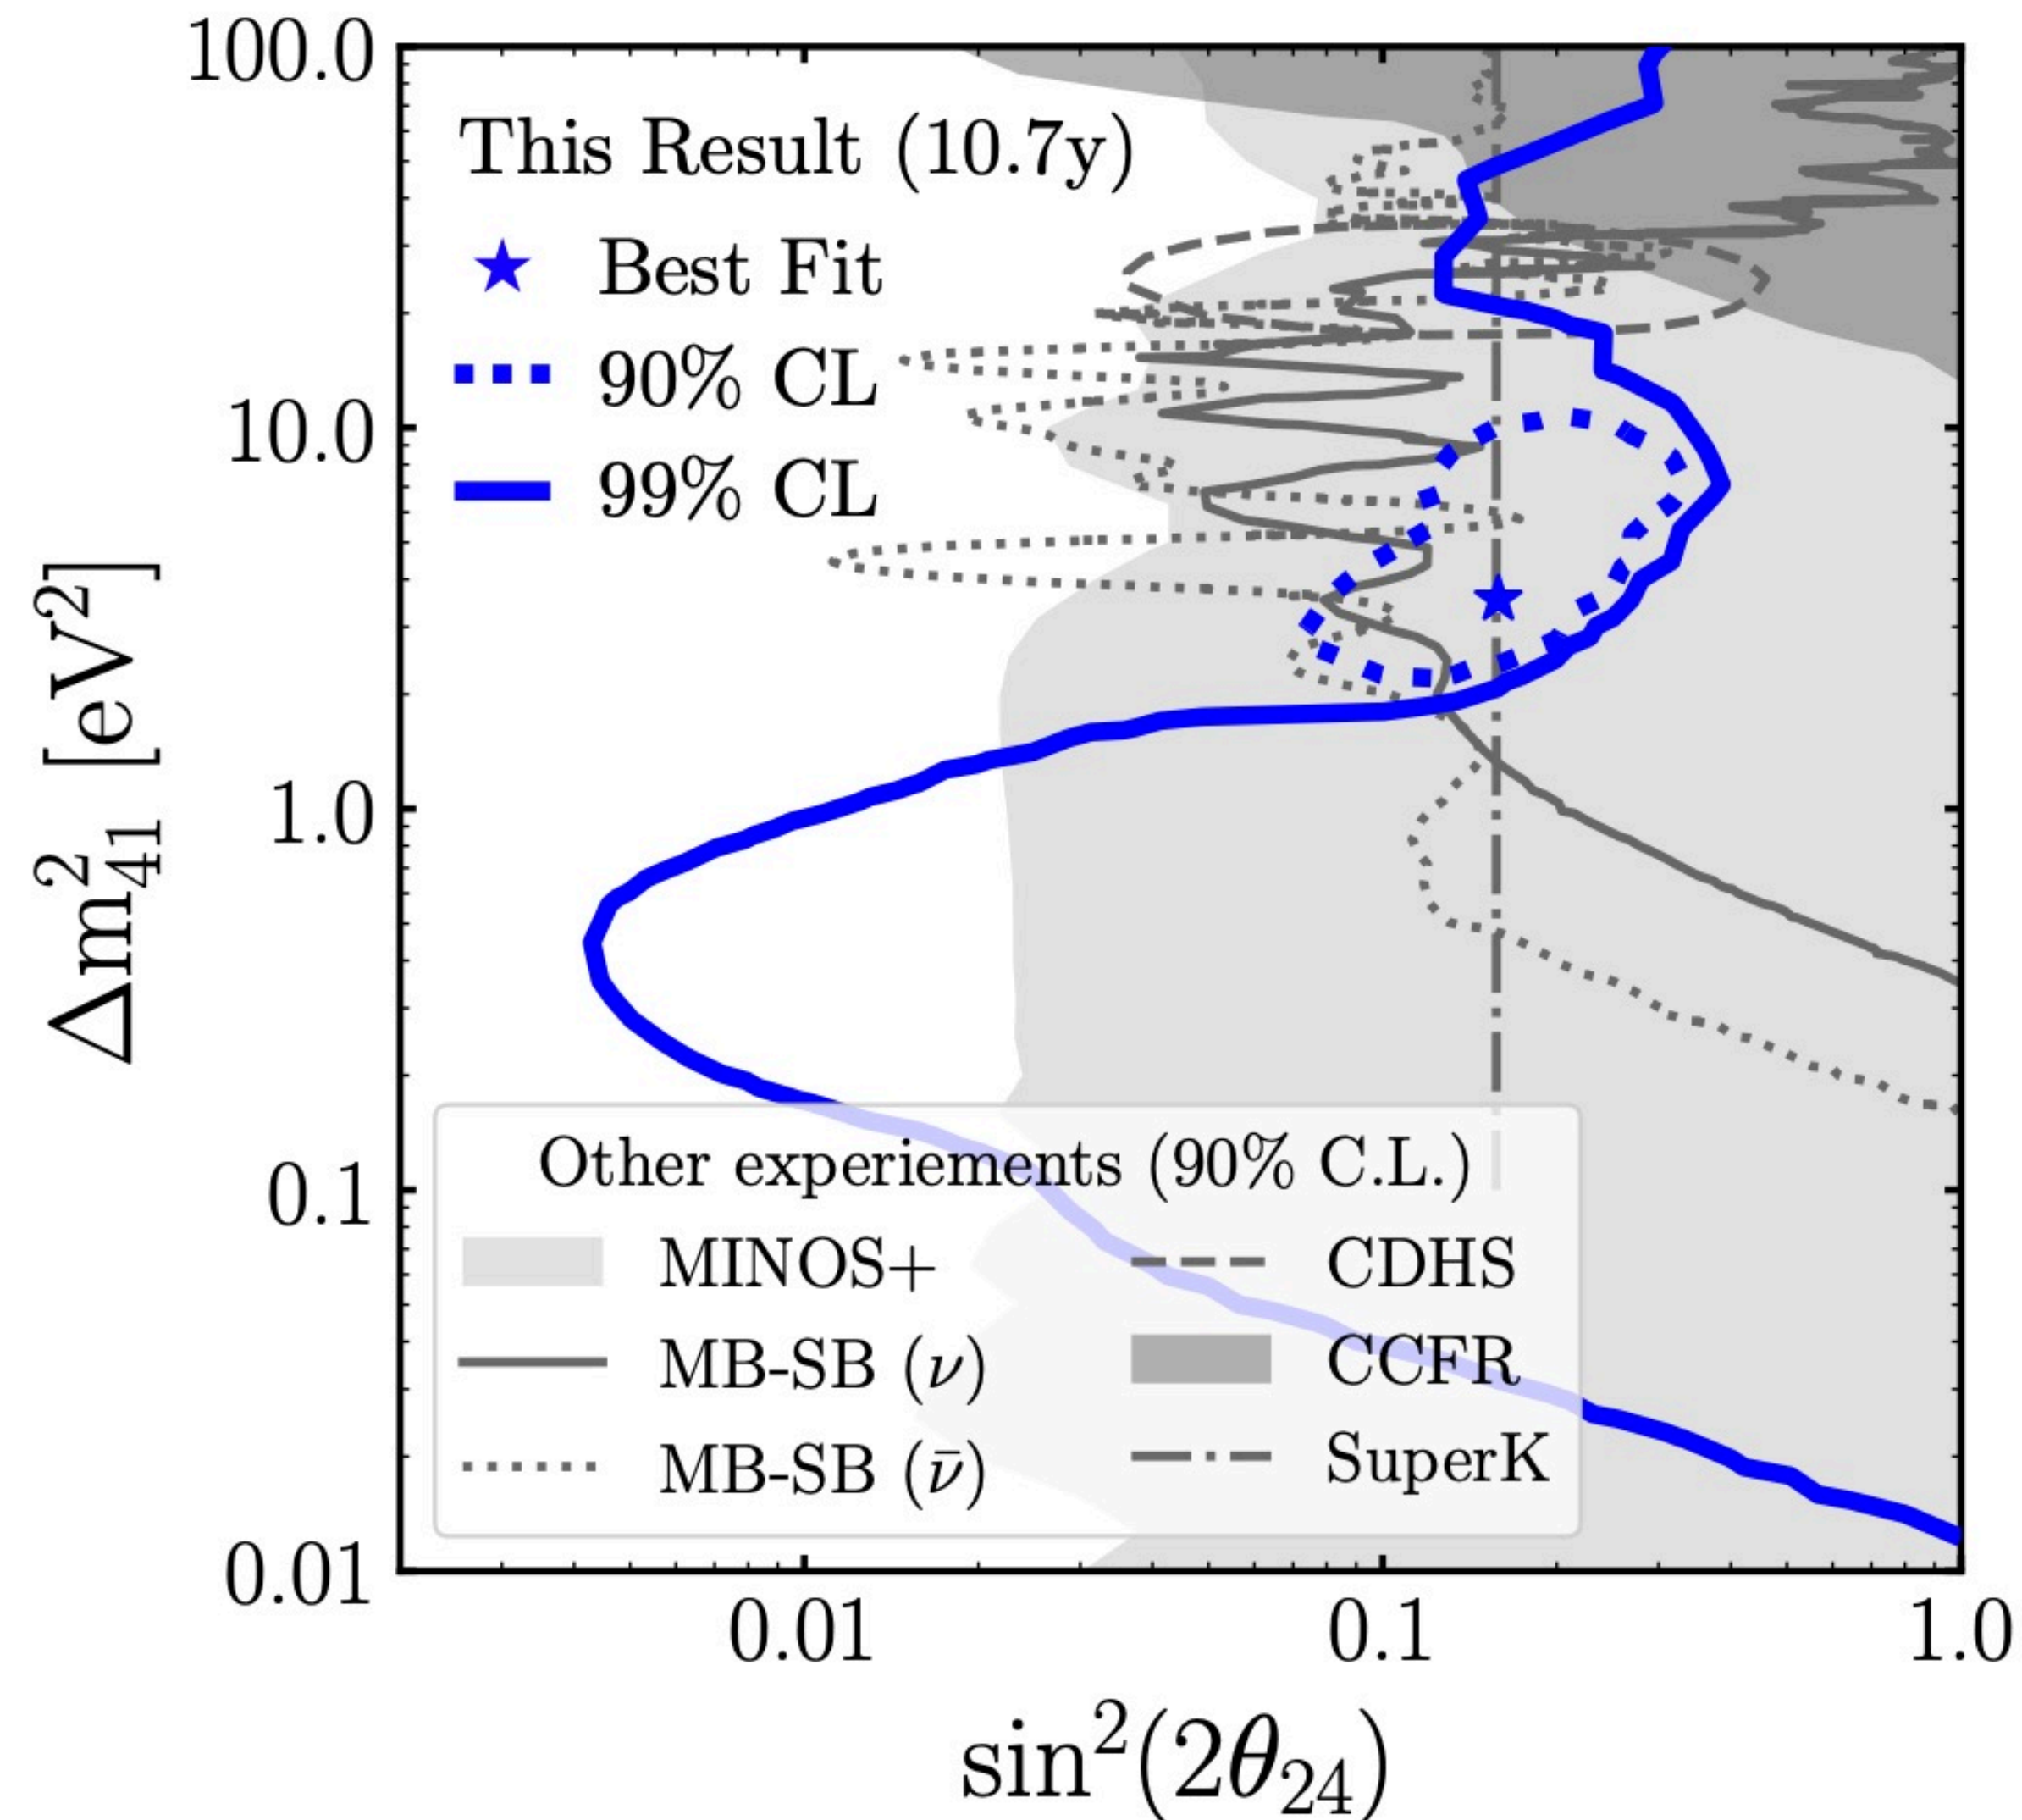 100.0
10.0
1.0
0.1
0.01
Δm²₄₁ [eV²]
This Result (10.7y)
Best Fit
90% CL
99% CL
Other experiements (90% C.L.)
MINOS+
MB-SB (ν)
MB-SB (ν̄)
CDHS
CCFR
SuperK
0.01 0.1 1.0
sin²(2θ₂₄)